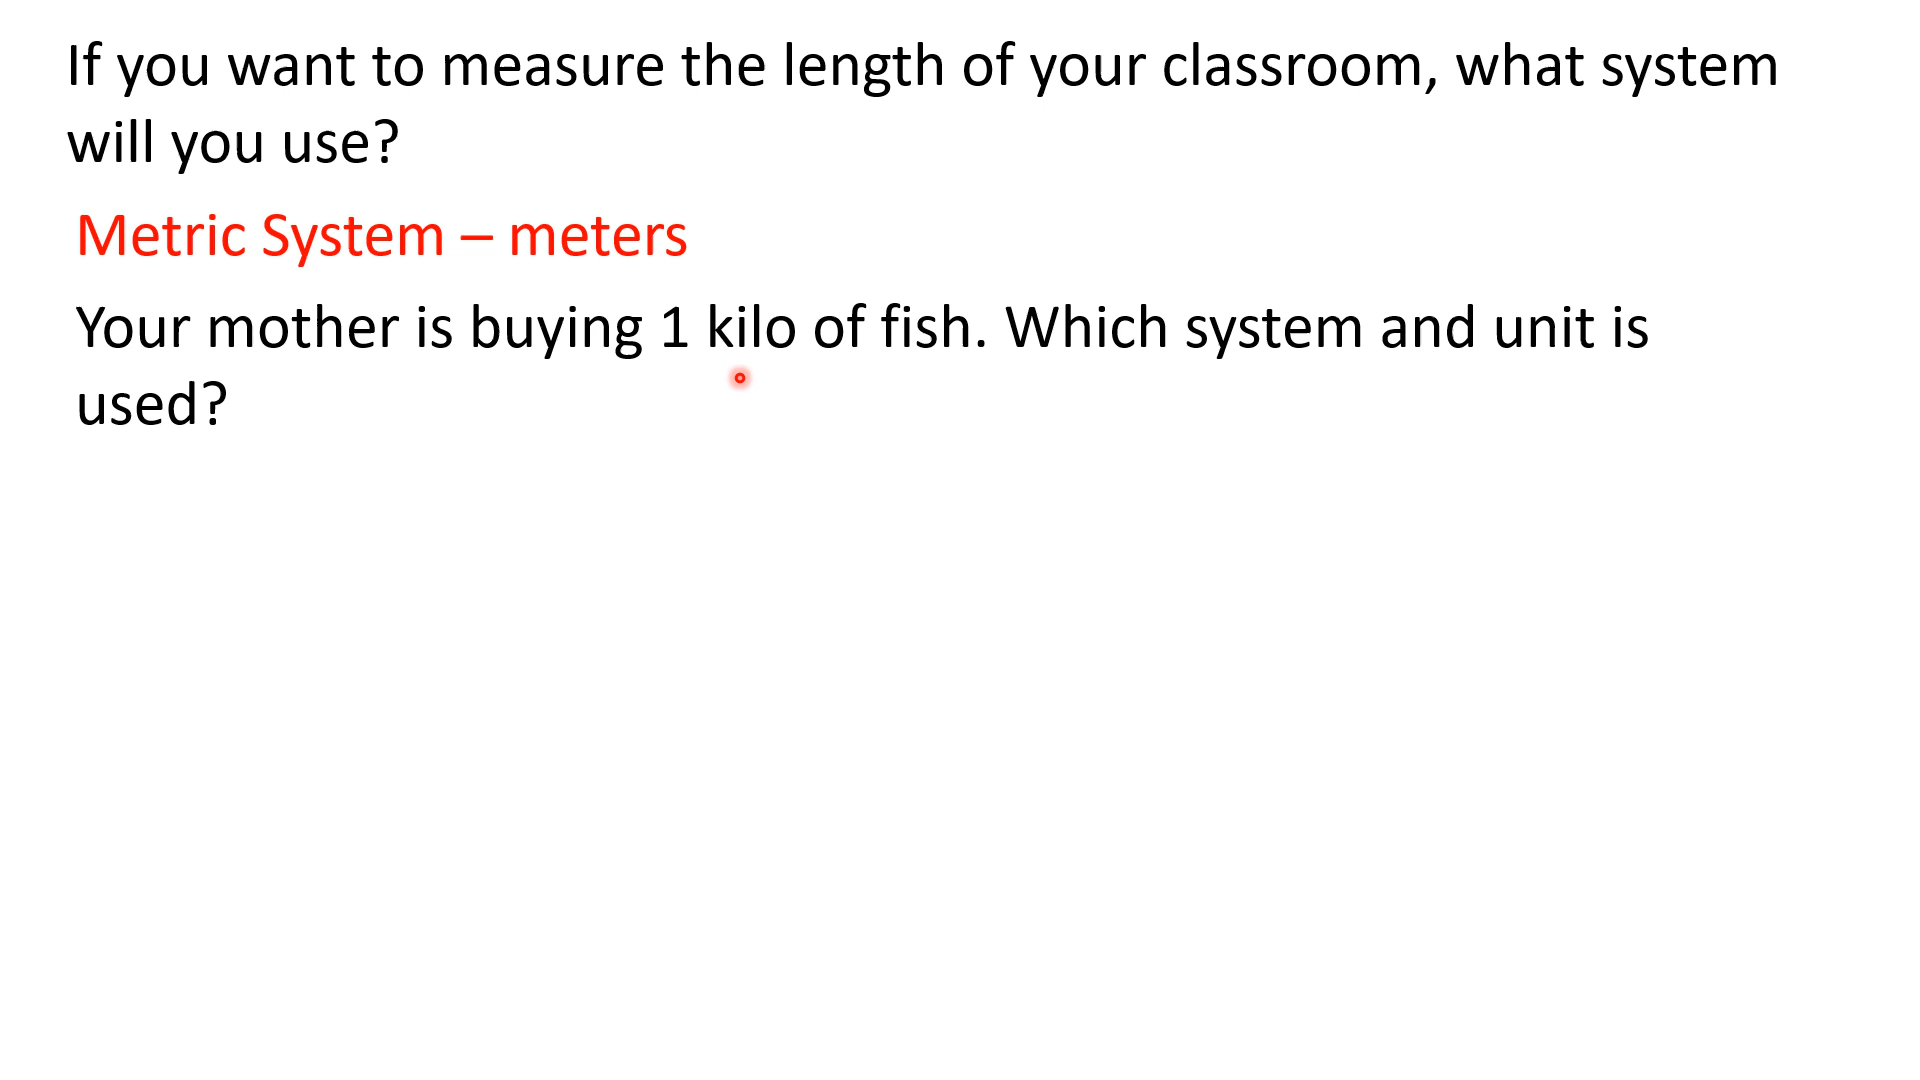 If you want to measure the length of your classroom, what system
will you use?
Metric System – meters
Your mother is buying 1 kilo of fish. Which system and unit is
used?